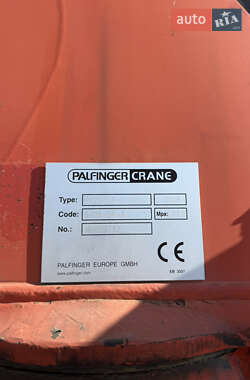 auto RIA
PALFINGER CRANE
Type:
Code: Mpa:
No.:
PALFINGER EUROPE GMBH
www.palfinger.com
CE